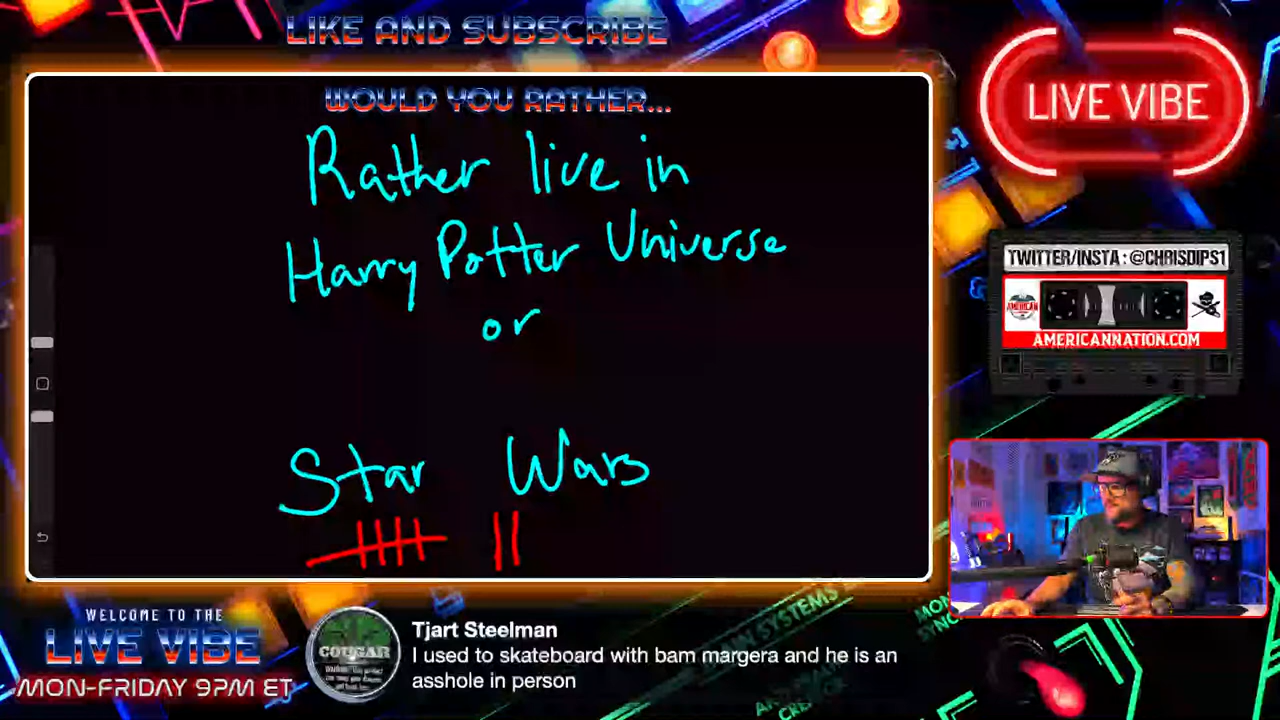 LIKE AND SUBSCRIBE
WOULD YOU RATHER...
Rather live in
Harry Potter Universe
or
Star Wars
LIVE VIBE
TWITTER/INSTA : @CHRISDIPS1
AMERICAN
AMERICANNATION.COM
WELCOME TO THE
LIVE VIBE
MON-FRIDAY 9PM ET
COUGAR
Tjart Steelman
I used to skateboard with bam margera and he is an
asshole in person